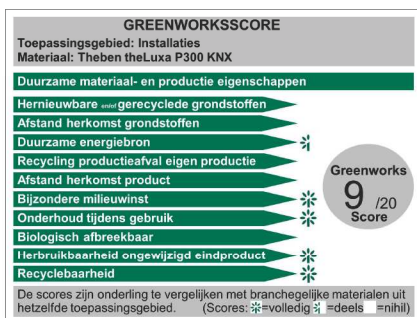 GREENWORKSSCORE
Toepassingsgebied: Installaties
Materiaal: Theben theLuxa P300 KNX
Duurzame materiaal- en productie eigenschappen
Hernieuwbare en/of gerecyclede grondstoffen
Afstand herkomst grondstoffen
Duurzame energiebron
Recycling productieafval eigen productie
Afstand herkomst product
Bijzondere milieuwinst
Onderhoud tijdens gebruik
Biologisch afbreekbaar
Herbruikbaarheid ongewijzigd eindproduct
Recyclebaarheid
Greenworks
9 /20
Score
De scores zijn onderling te vergelijken met branchegelijke materialen uit
hetzelfde toepassingsgebied. (Scores: =volledig =deels =nihil)